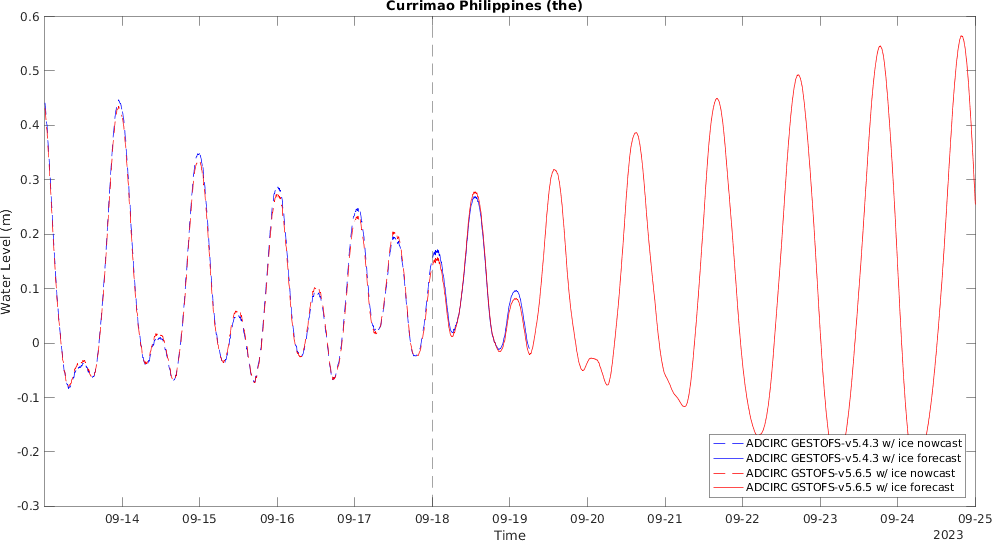 Currimao Philippines (the)
0.6
0.5
0.4
0.3
0.2
0.1
0
-0.1
-0.2
-0.3
Water Level (m)
ADCIRC GESTOFS-v5.4.3 w/ ice nowcast
ADCIRC GESTOFS-v5.4.3 w/ ice forecast
ADCIRC GSTOFS-v5.6.5 w/ ice nowcast
ADCIRC GSTOFS-v5.6.5 w/ ice forecast
09-14 09-15 09-16 09-17 09-18 09-19 09-20 09-21 09-22 09-23 09-24 09-25
Time
2023